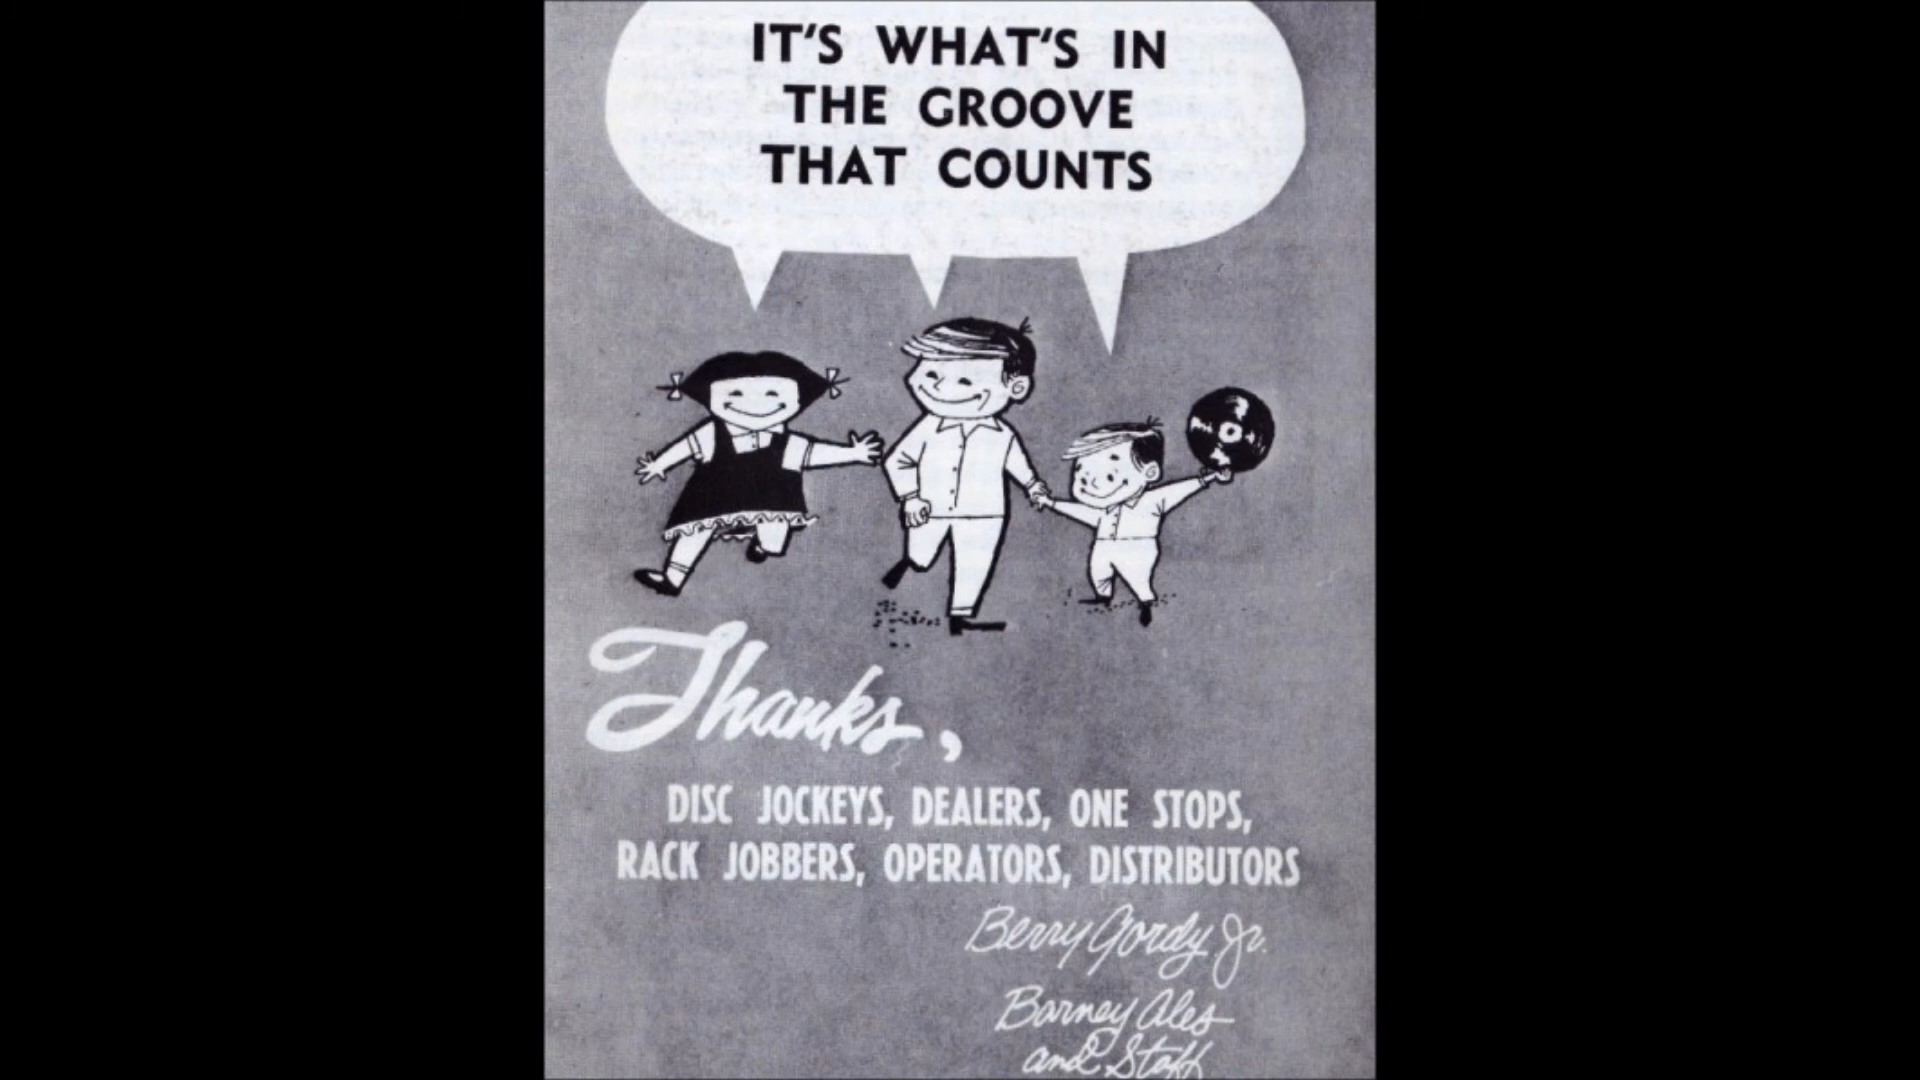 IT'S WHAT'S IN
THE GROOVE
THAT COUNTS
Thanks,
DISC JOCKEYS, DEALERS, ONE STOPS,
RACK JOBBERS, OPERATORS, DISTRIBUTORS
Berry Gordy Jr.
Barney Ales
and Staff